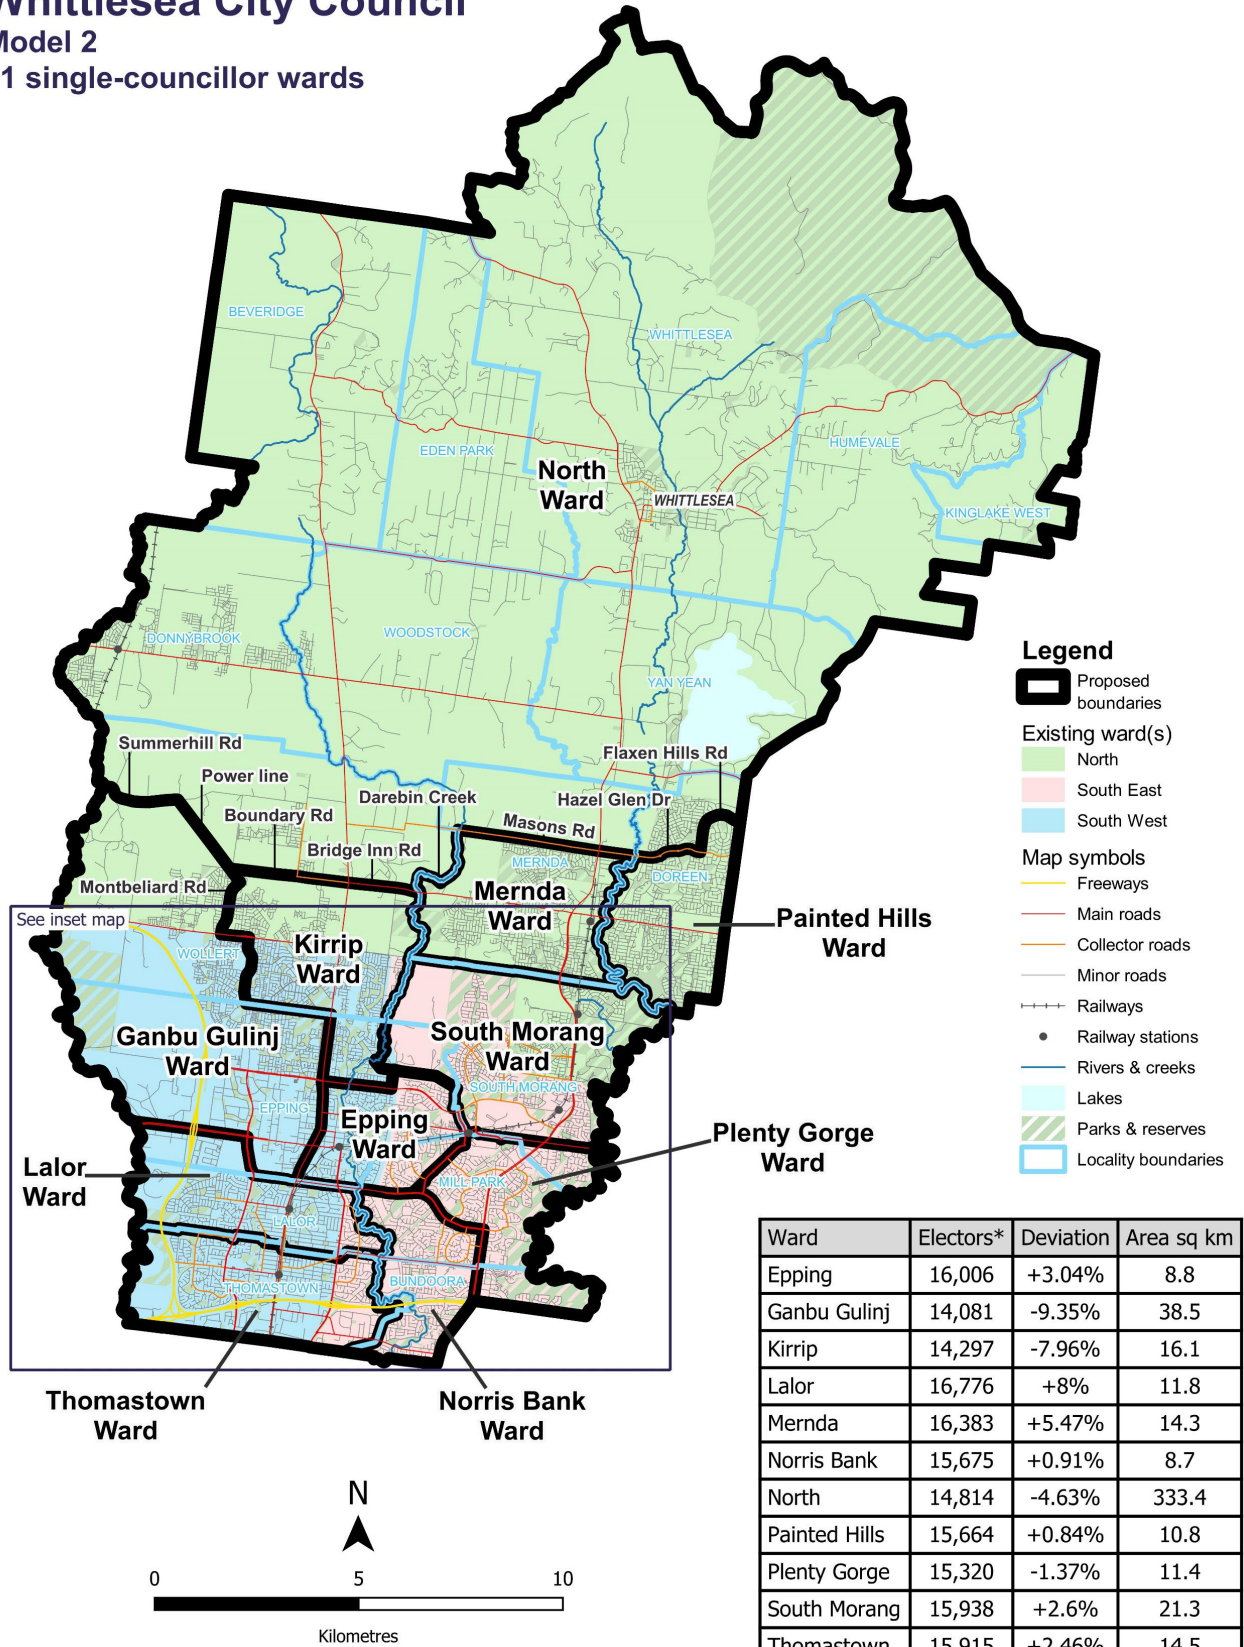 Whittlesea City Council
Model 2
1 single-councillor wards
BEVERIDGE
WHITTLESEA
EDEN PARK
HUMEVALE
North
Ward
WHITTLESEA
KINGLAKE WEST
DONNYBROOK
WOODSTOCK
YAN YEAN
Summerhill Rd
Flaxen Hills Rd
Power line
Darebin Creek
Hazel Glen Dr
Boundary Rd
Masons Rd
Bridge Inn Rd
MERNDA
DOREEN
Montbeliard Rd
Mernda
Ward
See inset map
Painted Hills
Ward
WOLLERT
Kirrip
Ward
Ganbu Gulinj
Ward
South Morang
Ward
SOUTH MORANG
EPPING
Epping
Ward
Plenty Gorge
Ward
Lalor
Ward
MILL PARK
LALOR
THOMASTOWN
BUNDOORA
Thomastown
Ward
Norris Bank
Ward
Legend
Proposed
boundaries
Existing ward(s)
North
South East
South West
Map symbols
Freeways
Main roads
Collector roads
Minor roads
Railways
Railway stations
Rivers & creeks
Lakes
Parks & reserves
Locality boundaries
Ward Electors* Deviation Area sq km
Epping 16,006 +3.04% 8.8
Ganbu Gulinj 14,081 -9.35% 38.5
Kirrip 14,297 -7.96% 16.1
Lalor 16,776 +8% 11.8
Mernda 16,383 +5.47% 14.3
Norris Bank 15,675 +0.91% 8.7
North 14,814 -4.63% 333.4
Painted Hills 15,664 +0.84% 10.8
Plenty Gorge 15,320 -1.37% 11.4
South Morang 15,938 +2.6% 21.3
Thomastown 15,915 +2.46% 14.5
N
0 5 10
Kilometres